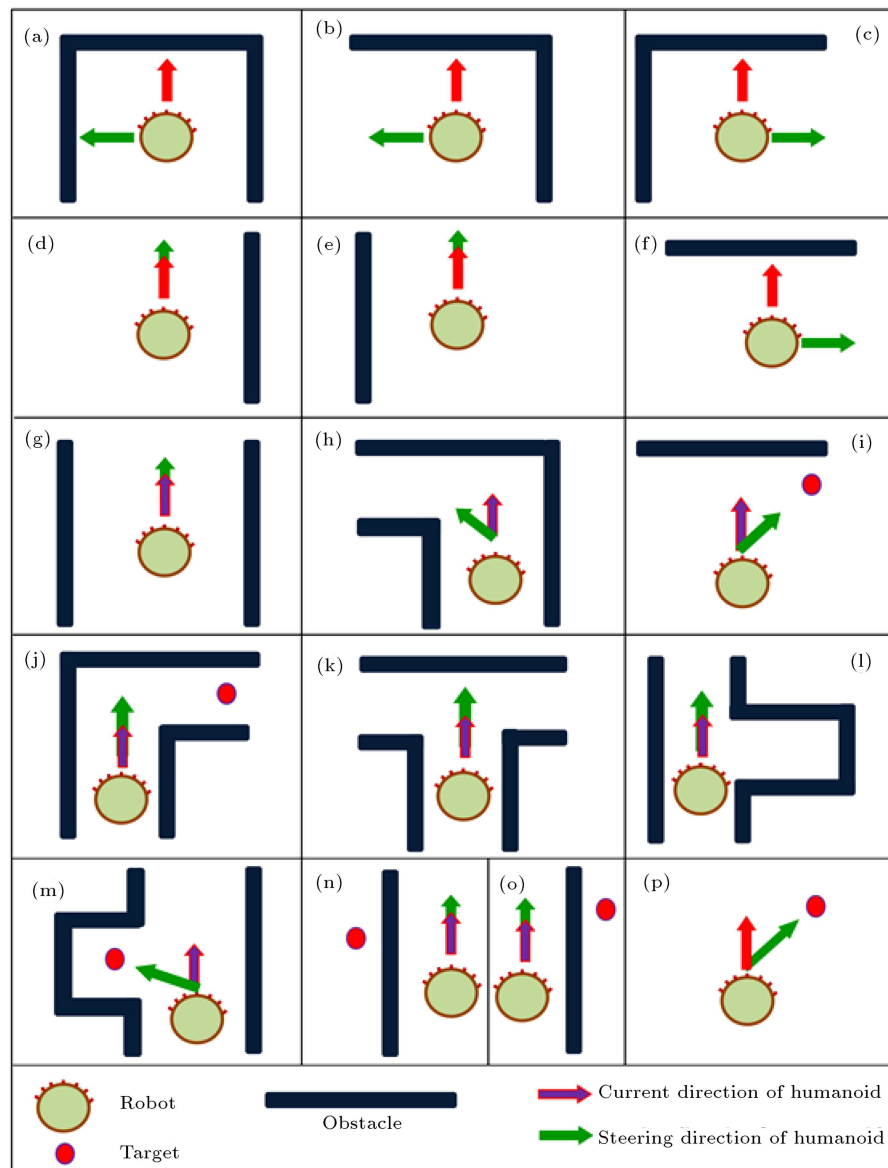 (a)
(b)
(c)
(d)
(e)
(f)
(g)
(h)
(i)
(j)
(k)
(l)
(m)
(n)
(o)
(p)
Robot
Obstacle
Current direction of humanoid
Target
Steering direction of humanoid